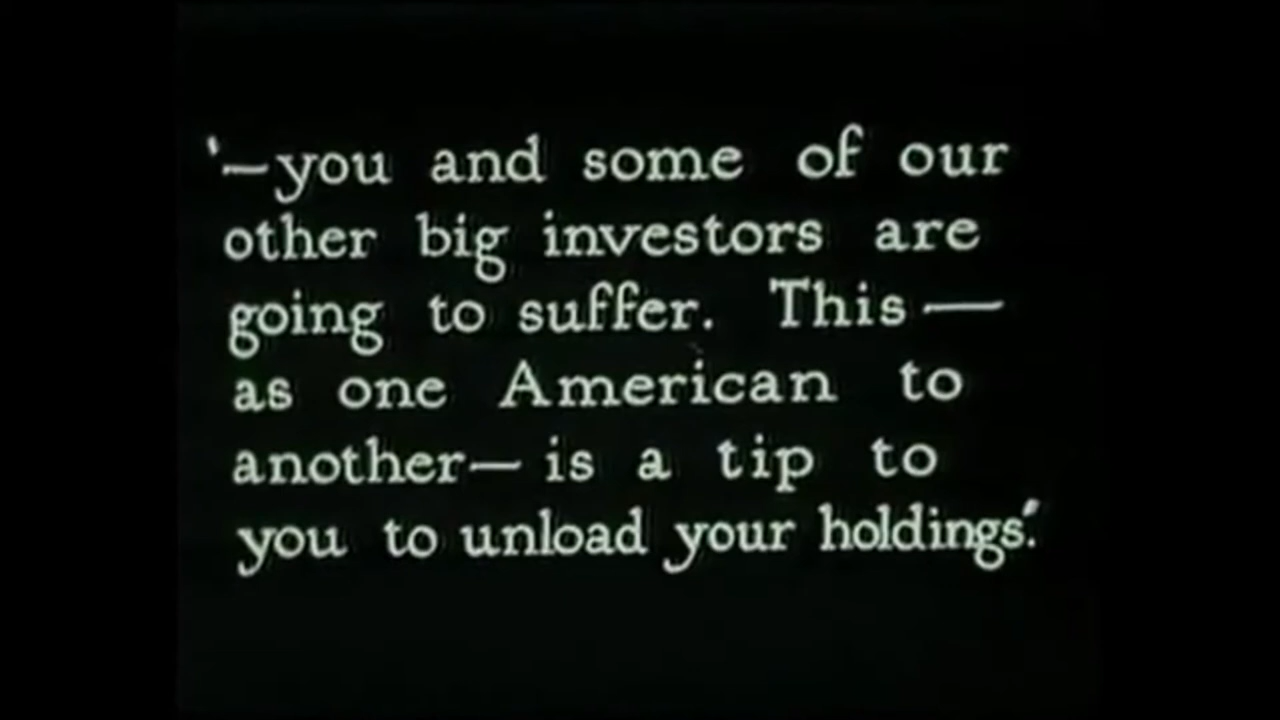 '—you and some of our
other big investors are
going to suffer. This —
as one American to
another— is a tip to
you to unload your holdings.'